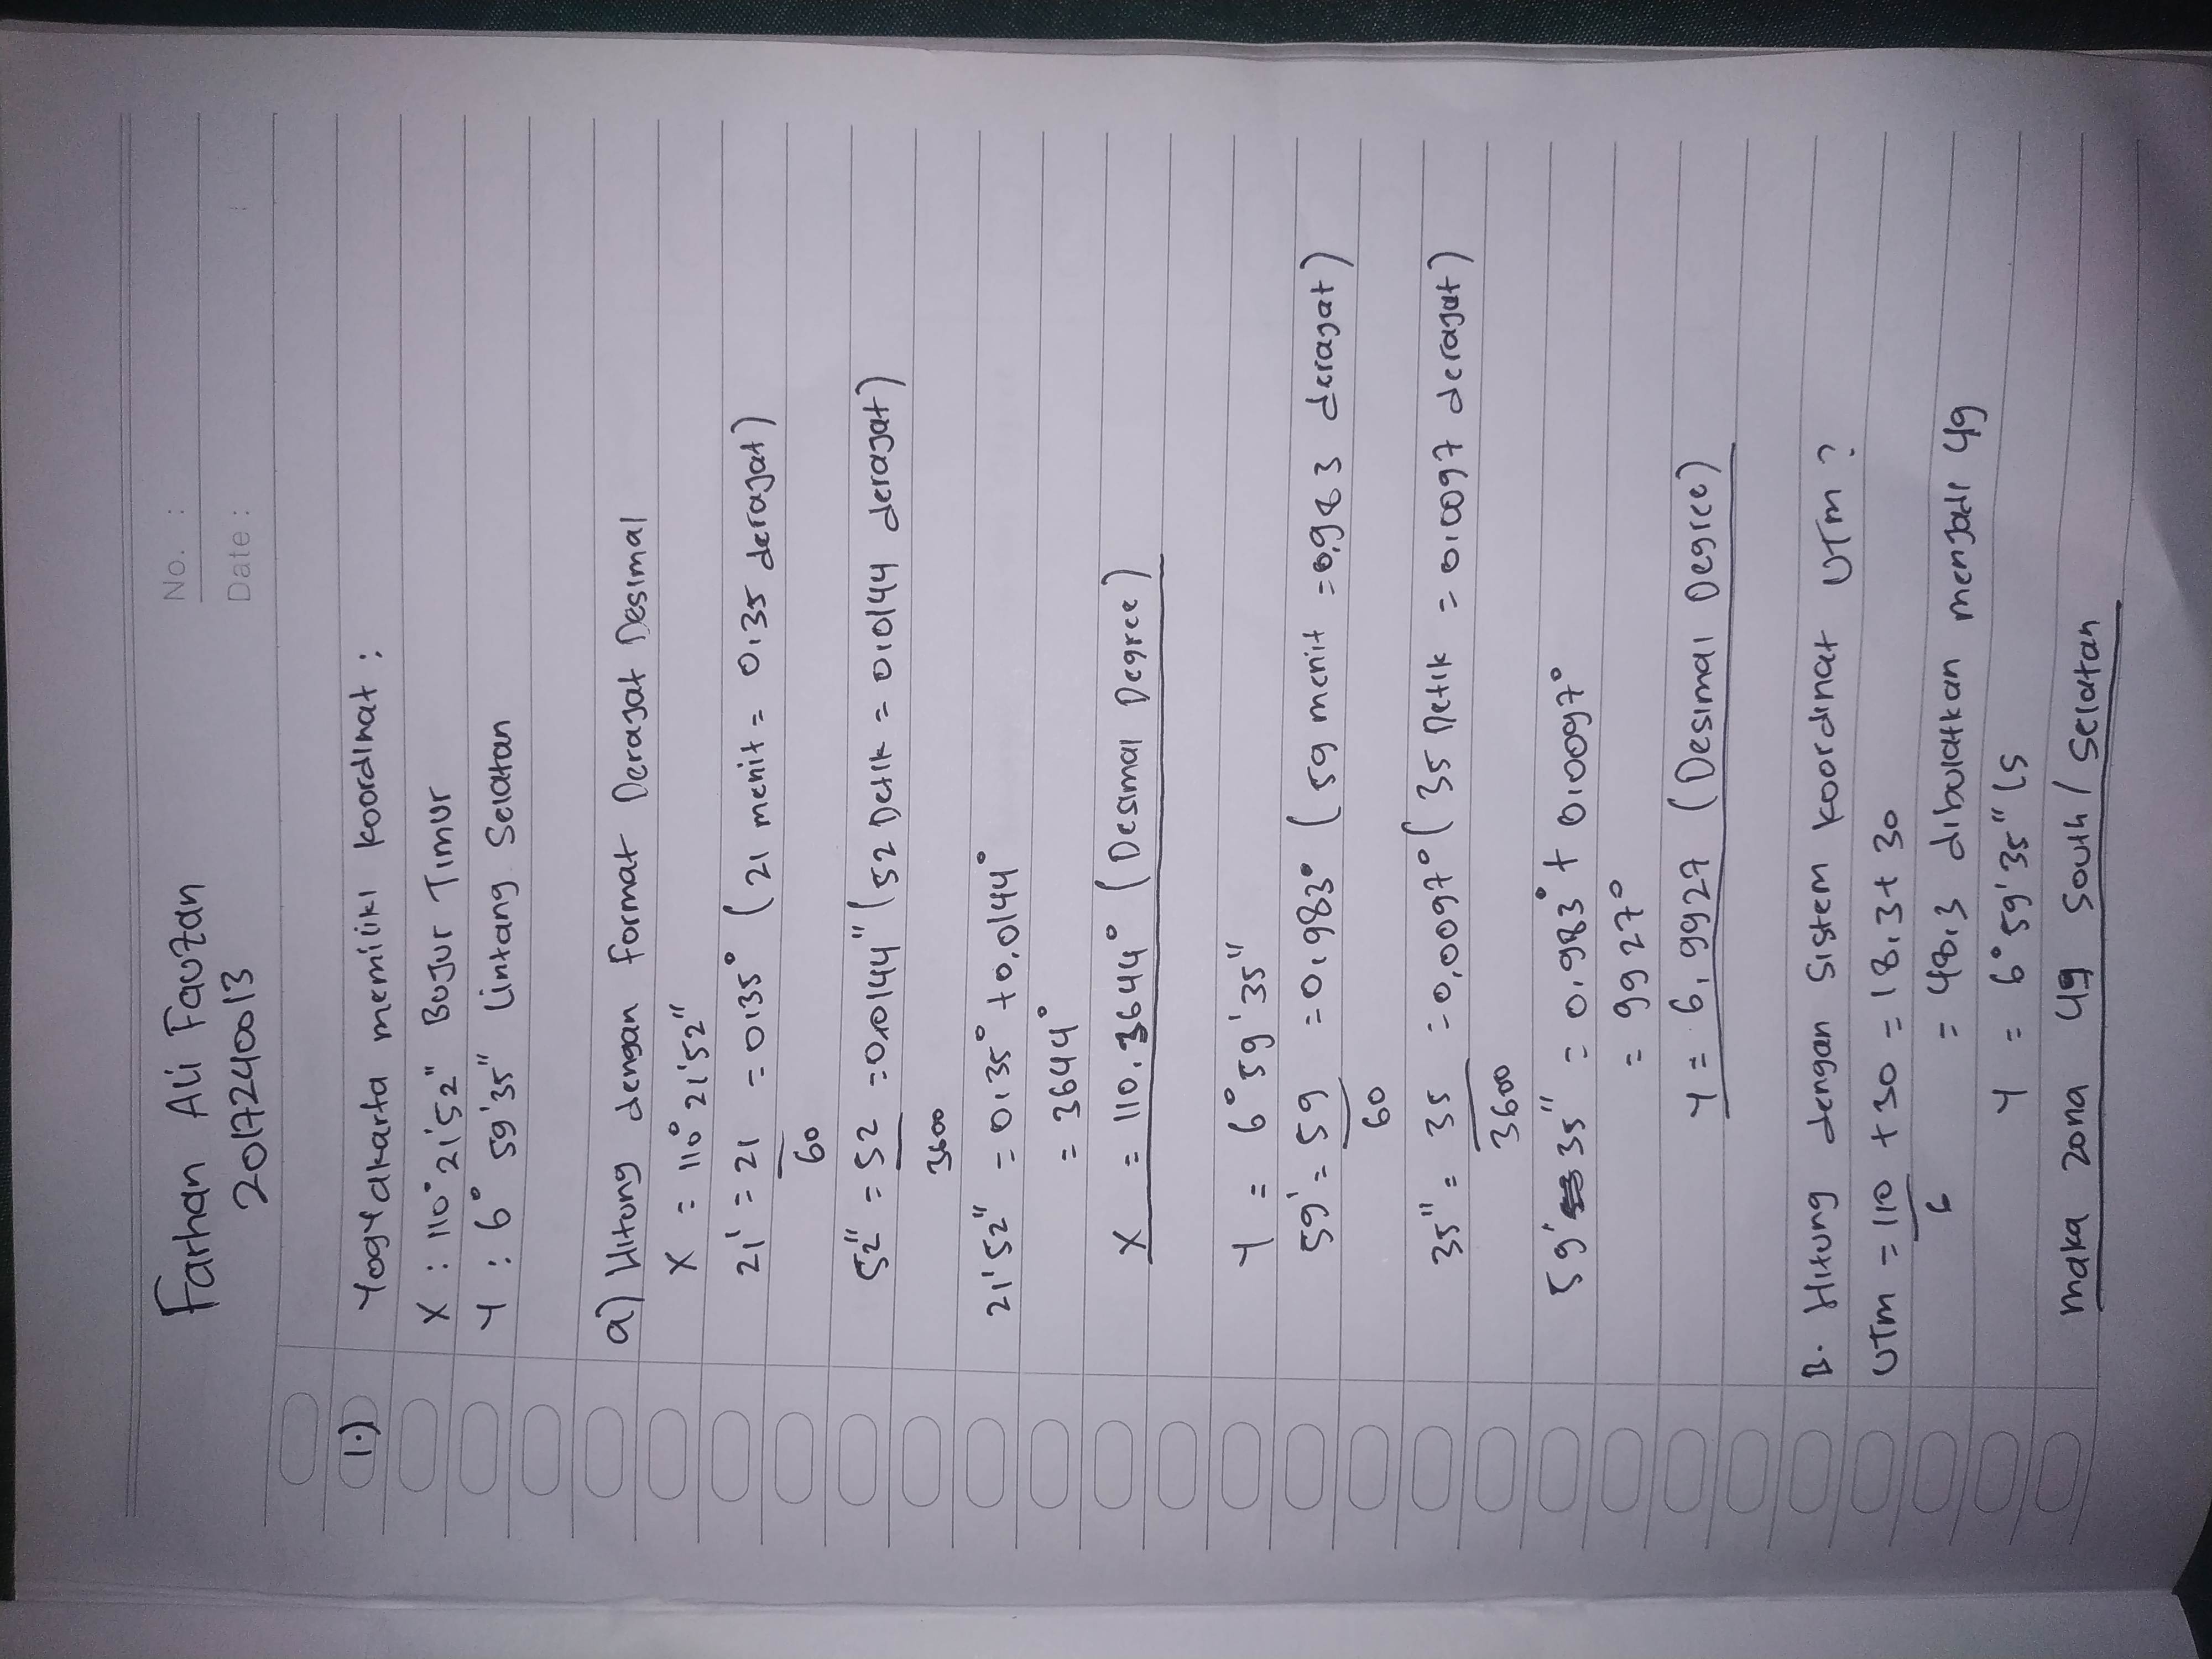 Farhan Ali Fauzan
No. :
2017240013
Date : :
1.) Yogyakarta memiliki koordinat :
X : 110° 21'52" Bujur Timur
Y : 6° 59'35" Lintang Selatan
a) Hitung dengan format Derajat Desimal
X = 110° 21'52"
21' = 21 = 0,35° ( 21 menit = 0,35 derajat )
60
52" = 52 = 0,0144" ( 52 Detik = 0,0144 derajat )
3600
21'52" = 0,35° + 0,0144°
= 3644°
X = 110,3644° ( Desimal Degree )
Y = 6° 59'35"
59' = 59 = 0,983° ( 59 menit = 0,983 derajat )
60
35" = 35 = 0,0097° ( 35 Detik = 0,0097 derajat )
3600
59' 35" = 0,983° + 0,0097°
= 9927°
Y = 6,9927 ( Desimal Degree )
B. Hitung dengan Sistem koordinat UTM ?
UTM = 110 + 30 = 18,3 + 30
6 = 48,3 dibulatkan menjadi 49
Y = 6° 59'35" LS
maka zona 49 South / Selatan